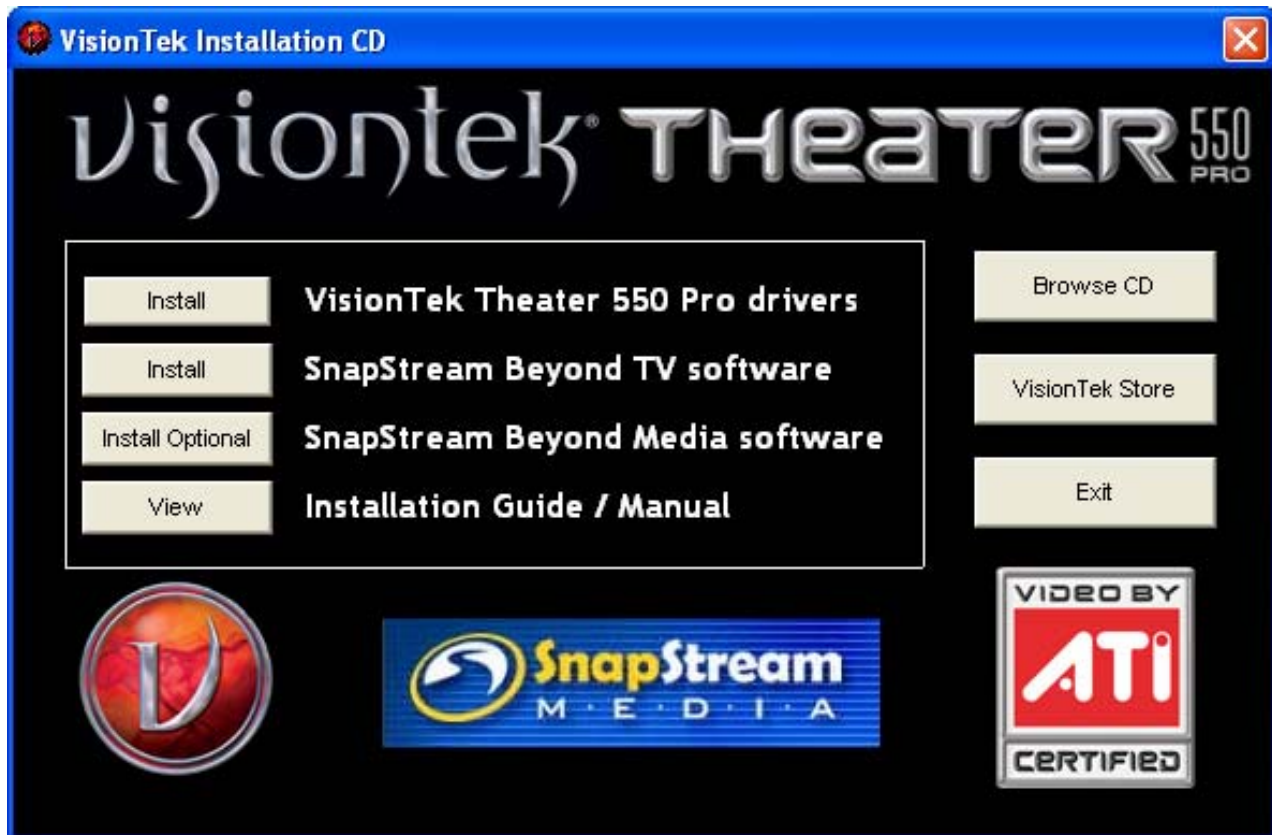 VisionTek Installation CD
visiontek® THEATER 550 PRO
Install VisionTek Theater 550 Pro drivers
Install SnapStream Beyond TV software
Install Optional SnapStream Beyond Media software
View Installation Guide / Manual
Browse CD
VisionTek Store
Exit
V
SnapStream
M·E·D·I·A
VIDEO BY
ATI
CERTIFIED